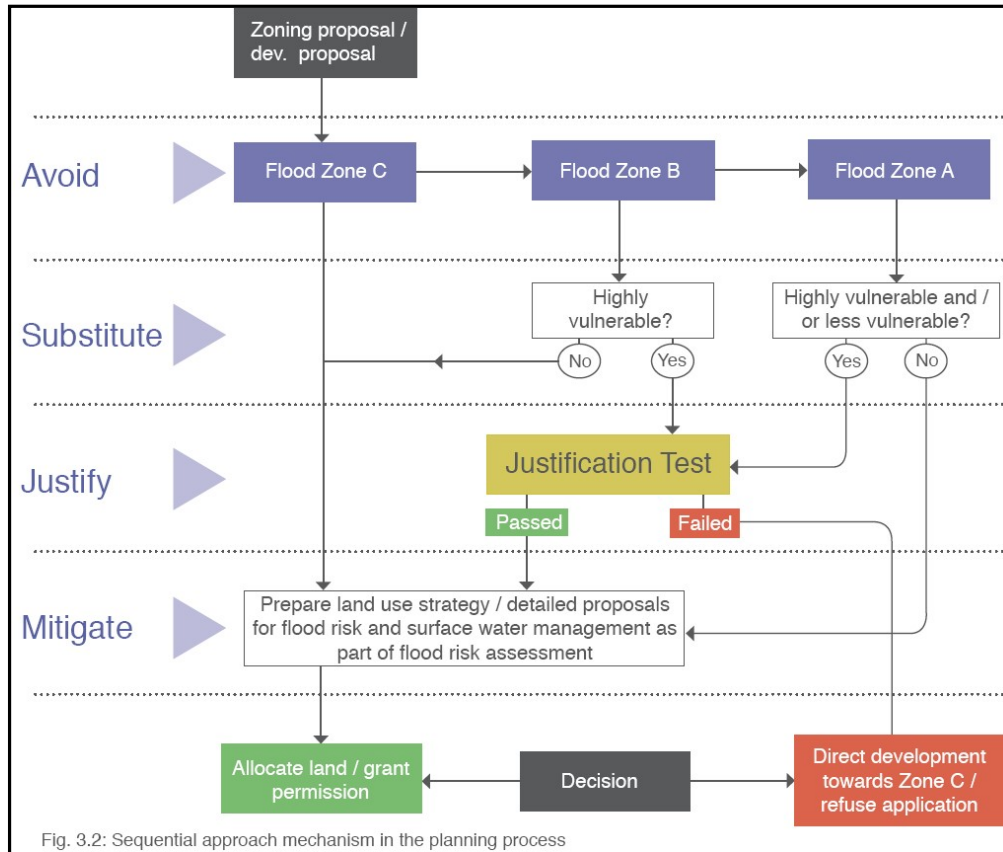 Zoning proposal /
dev. proposal
Avoid
Flood Zone C
Flood Zone B
Flood Zone A
Substitute
Highly
vulnerable?
Highly vulnerable and /
or less vulnerable?
No
Yes
Yes
No
Justify
Justification Test
Passed
Failed
Mitigate
Prepare land use strategy / detailed proposals
for flood risk and surface water management as
part of flood risk assessment
Allocate land / grant
permission
Decision
Direct development
towards Zone C /
refuse application
Fig. 3.2: Sequential approach mechanism in the planning process